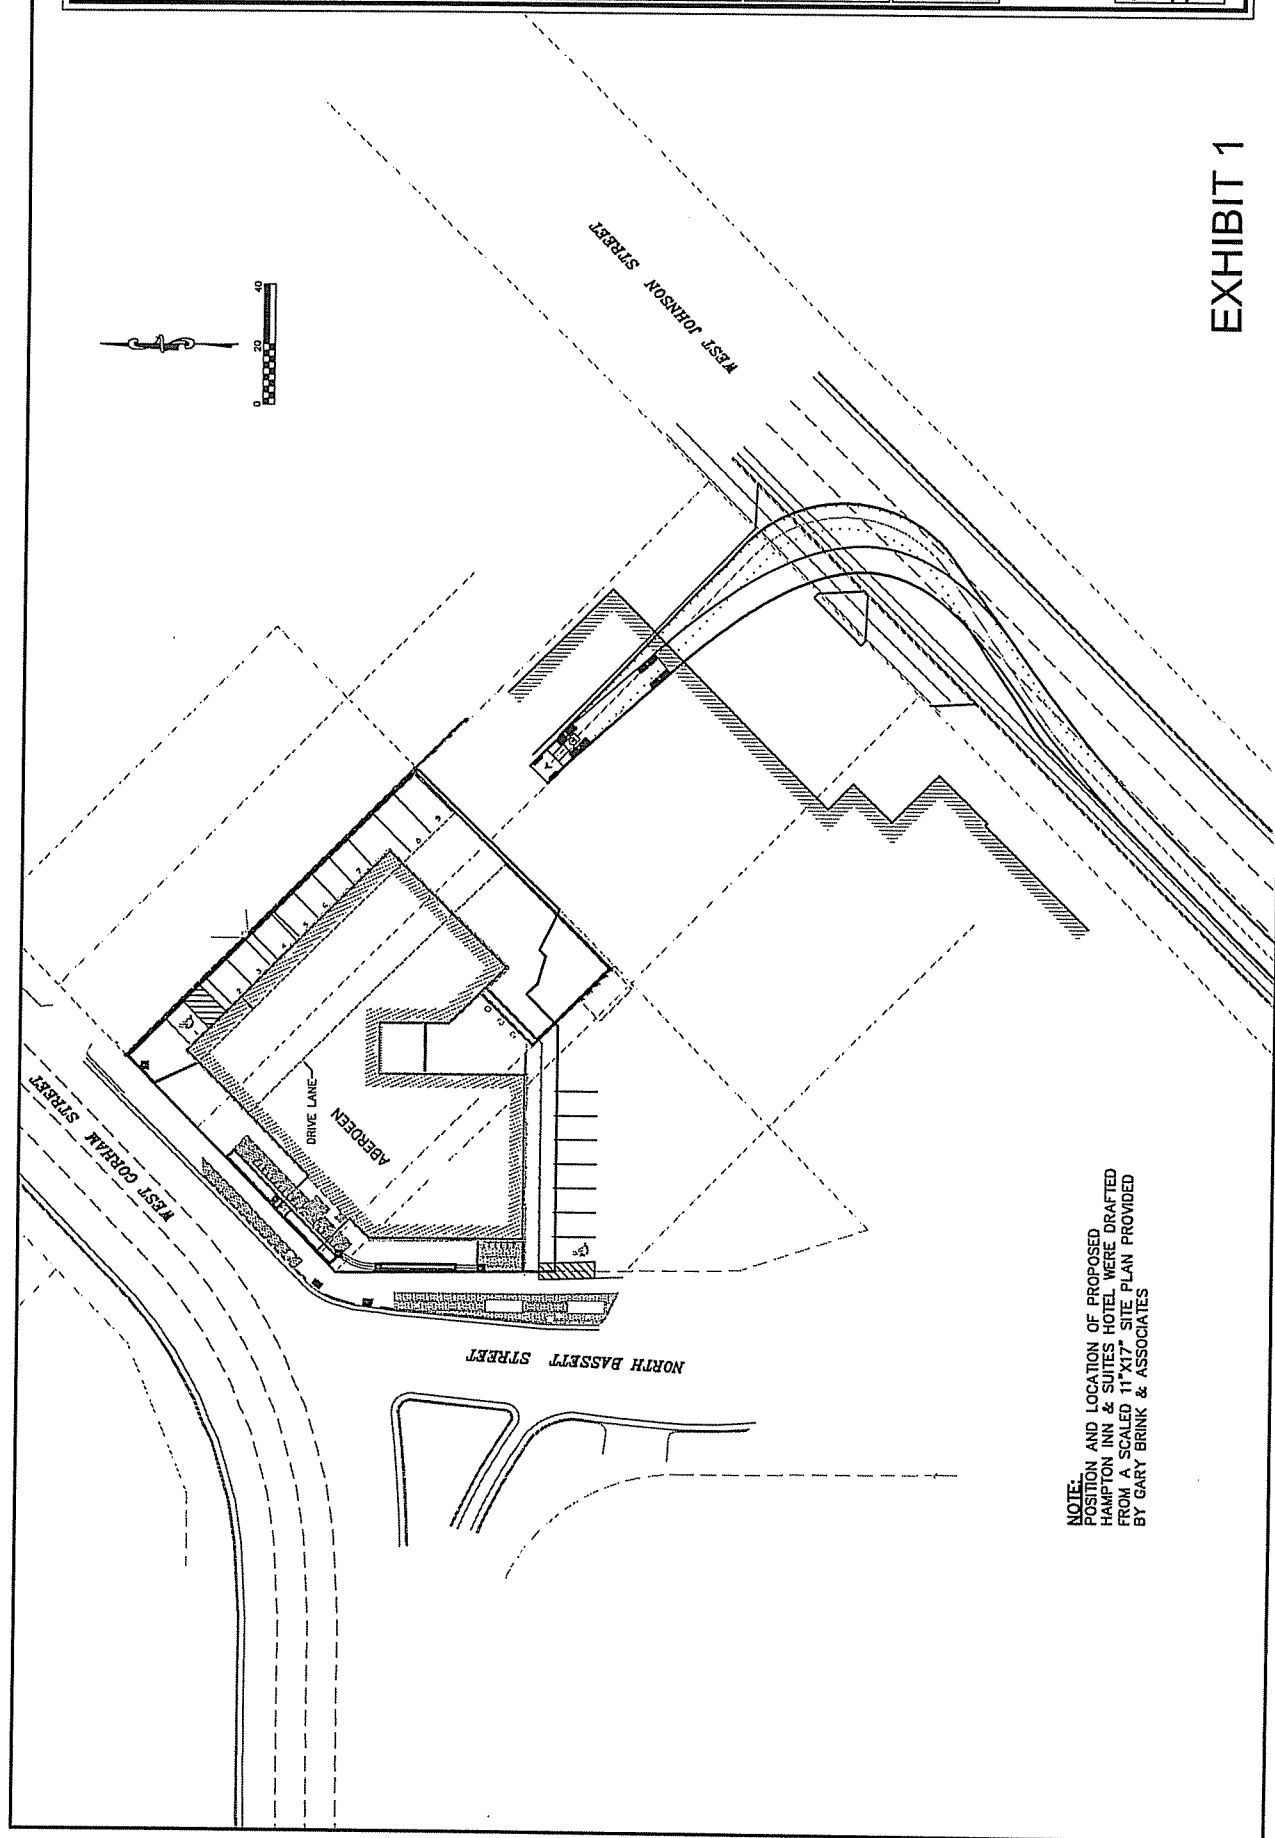 WEST JOHNSON STREET
0 20 40
EXHIBIT 1
WEST GORHAM STREET
DRIVE LANE
ABERDEEN
NORTH BASSETT STREET
NOTE:
POSITION AND LOCATION OF PROPOSED
HAMPTON INN & SUITES HOTEL WERE DRAFTED
FROM A SCALED 11"X17" SITE PLAN PROVIDED
BY GARY BRINK & ASSOCIATES